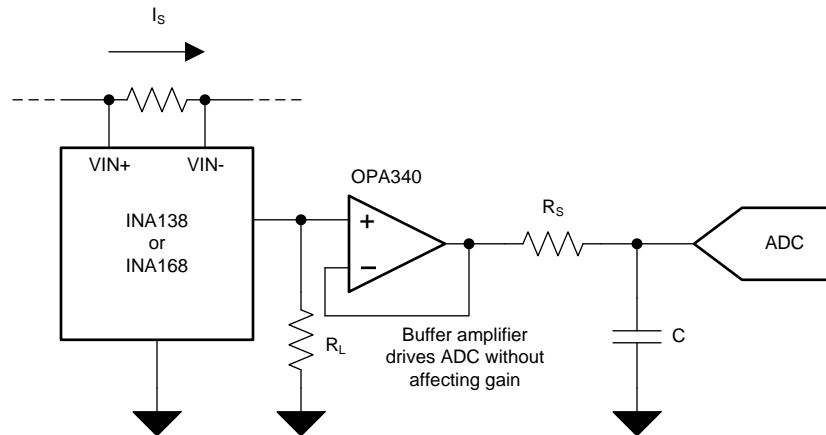 I_S
VIN+
VIN-
OPA340
INA138
or
INA168
+
−
R_S
ADC
R_L
Buffer amplifier
drives ADC without
affecting gain
C